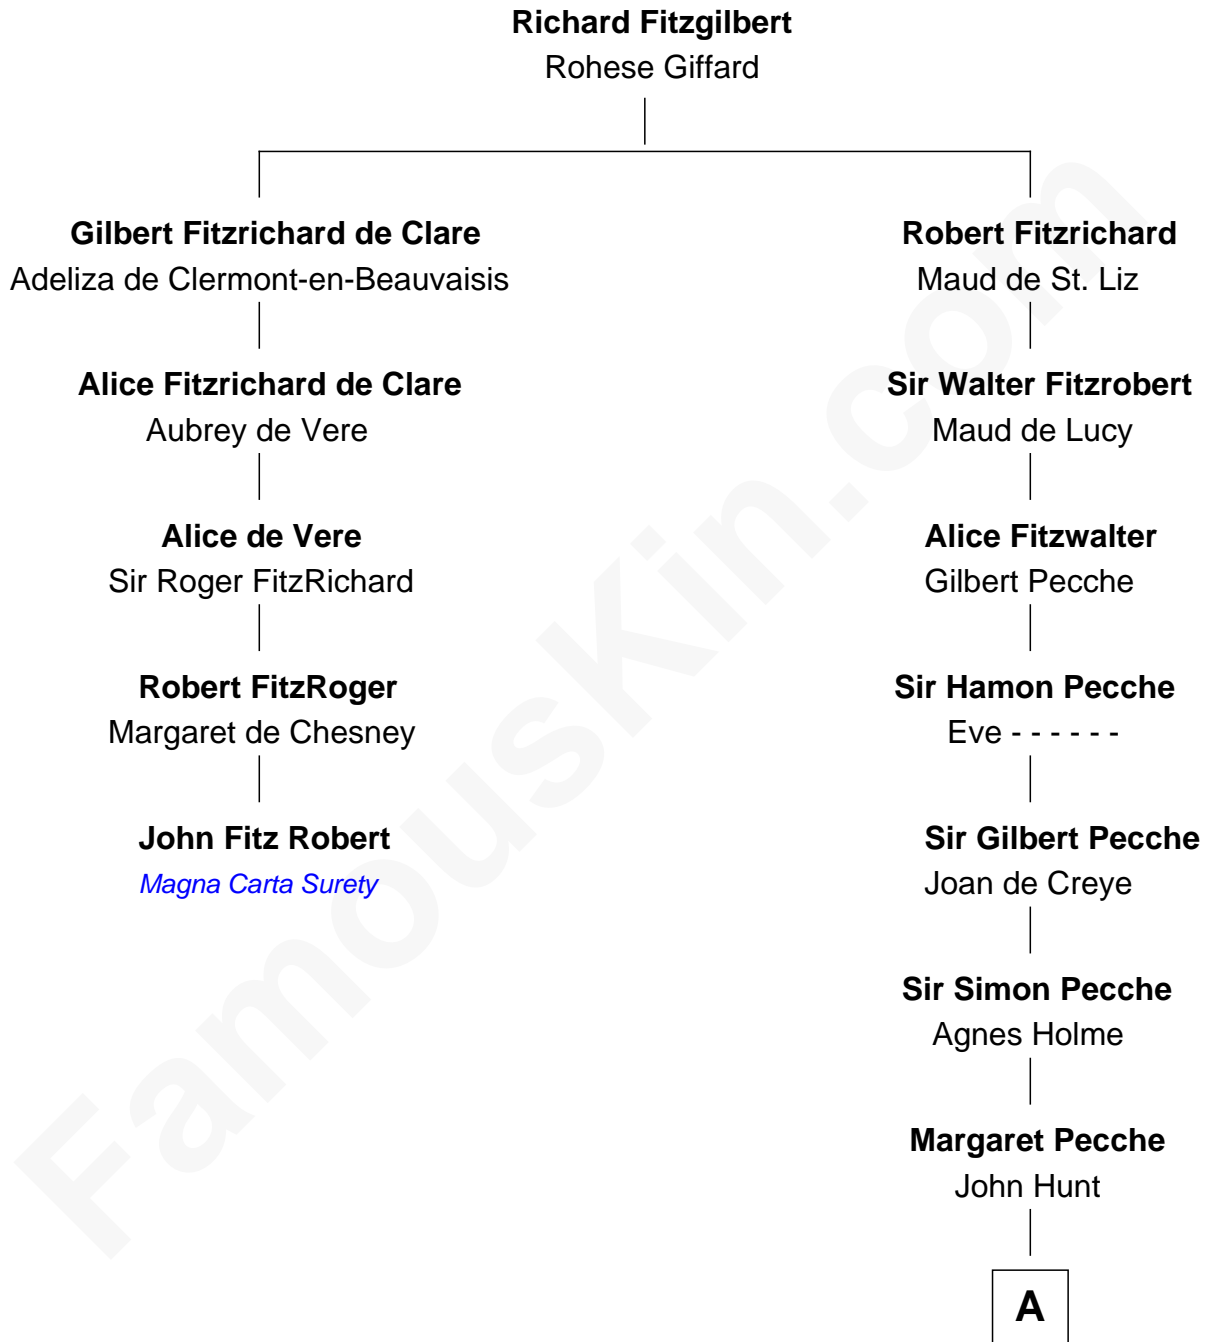 Richard Fitzgilbert
Rohese Giffard
Gilbert Fitzrichard de Clare
Adeliza de Clermont-en-Beauvaisis
Robert Fitzrichard
Maud de St. Liz
Alice Fitzrichard de Clare
Aubrey de Vere
Sir Walter Fitzrobert
Maud de Lucy
Alice de Vere
Sir Roger FitzRichard
Alice Fitzwalter
Gilbert Pecche
Robert FitzRoger
Margaret de Chesney
Sir Hamon Pecche
Eve - - - - - -
John Fitz Robert
Magna Carta Surety
Sir Gilbert Pecche
Joan de Creye
Sir Simon Pecche
Agnes Holme
Margaret Pecche
John Hunt
A
FamousKin.com